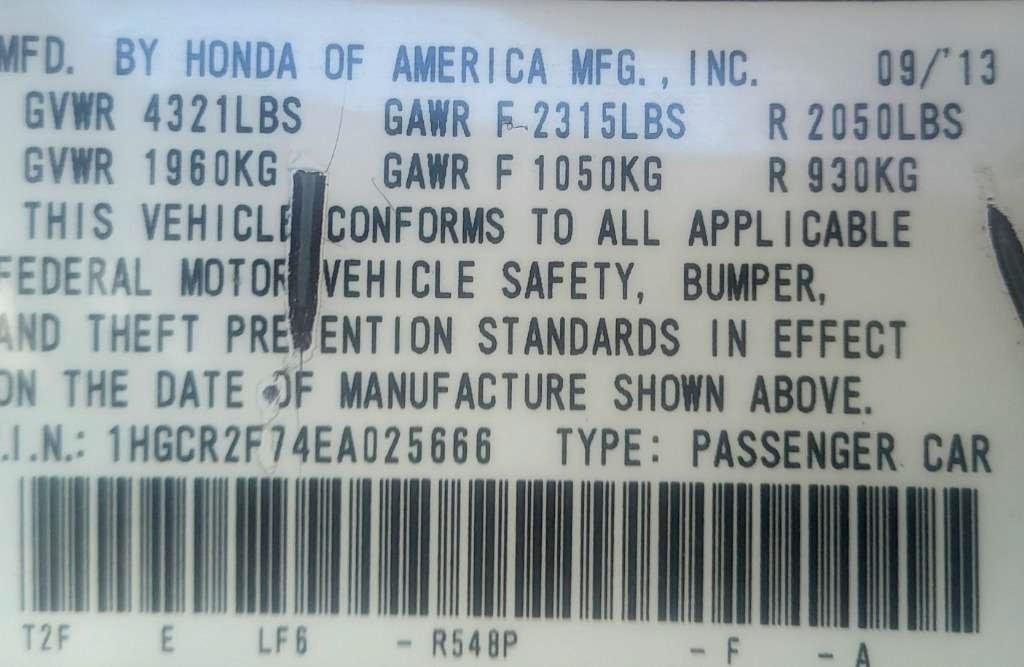 MFD. BY HONDA OF AMERICA MFG., INC. 09/'13
GVWR 4321LBS GAWR F 2315LBS R 2050LBS
GVWR 1960KG GAWR F 1050KG R 930KG
THIS VEHICLE CONFORMS TO ALL APPLICABLE
FEDERAL MOTOR VEHICLE SAFETY, BUMPER,
AND THEFT PREVENTION STANDARDS IN EFFECT
ON THE DATE OF MANUFACTURE SHOWN ABOVE.
.I.N.: 1HGCR2F74EA025666 TYPE: PASSENGER CAR
T2F E LF6 - R548P - F - A